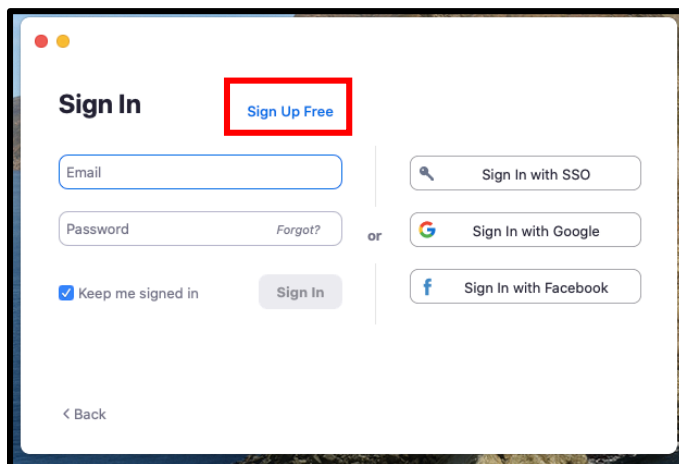 Sign In
Sign Up Free
Email
Password Forgot?
Keep me signed in
Sign In
or
Sign In with SSO
Sign In with Google
Sign In with Facebook
< Back